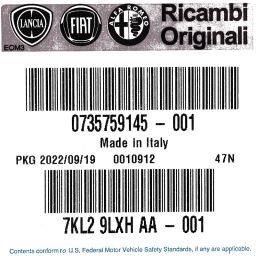 LANCIA FIAT ALFA ROMEO Ricambi
Originali
EOM3
0735759145 - 001
Made in Italy
PKG 2022/09/19 0010912 47N
7KL2 9LXH AA - 001
Contents conform to U.S. Federal Motor Vehicle Safety Standards, if any are applicable.